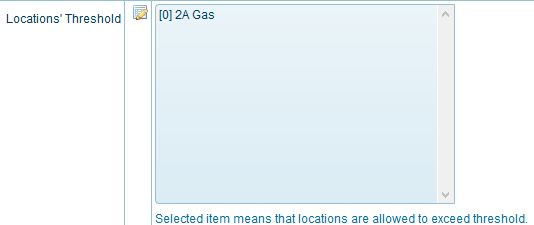 Locations' Threshold
[0] 2A Gas
Selected item means that locations are allowed to exceed threshold.